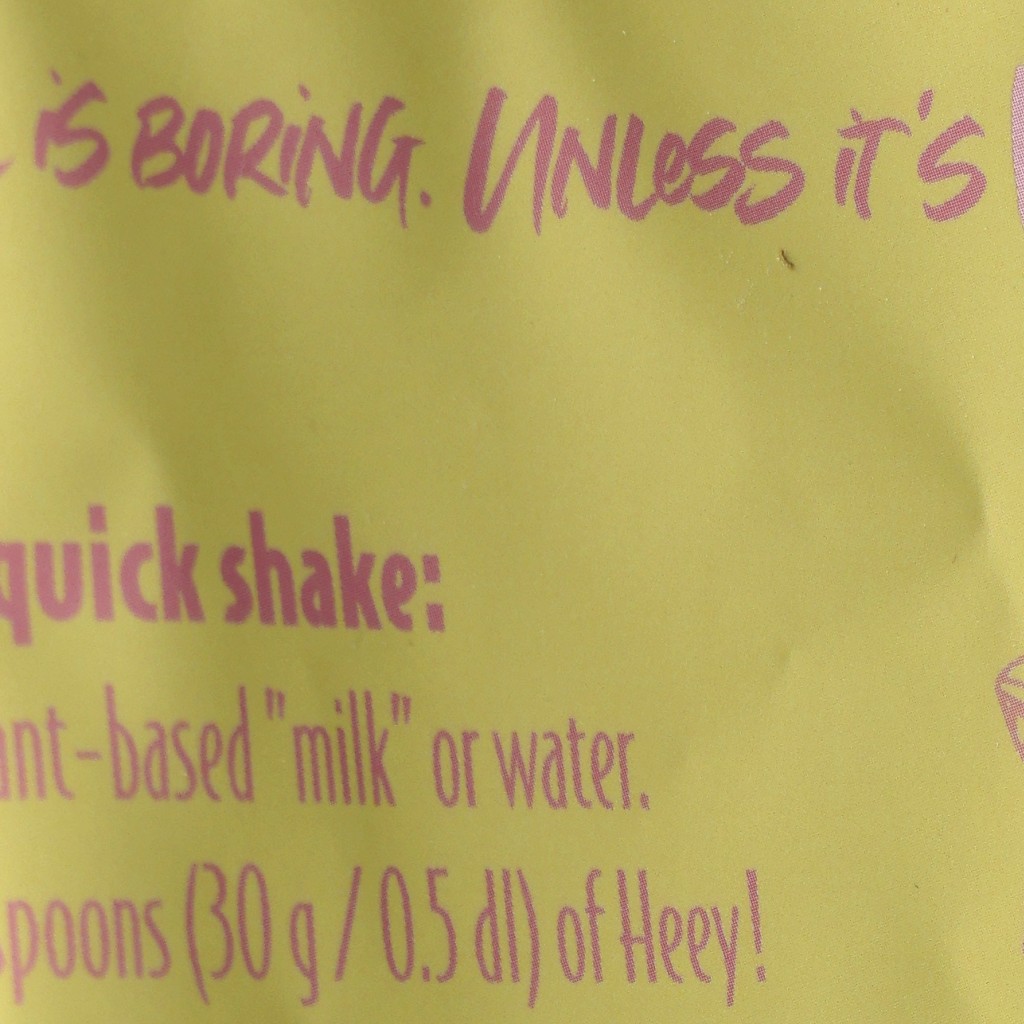 is BORiNG. UNLeSS iT'S
quick shake:
ant-based "milk" or water.
spoons (30 g / 0.5 dl) of Heey!